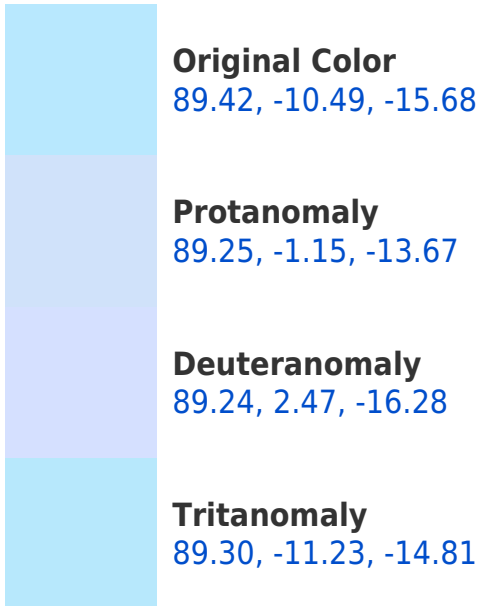 Original Color
89.42, -10.49, -15.68
Protanomaly
89.25, -1.15, -13.67
Deuteranomaly
89.24, 2.47, -16.28
Tritanomaly
89.30, -11.23, -14.81